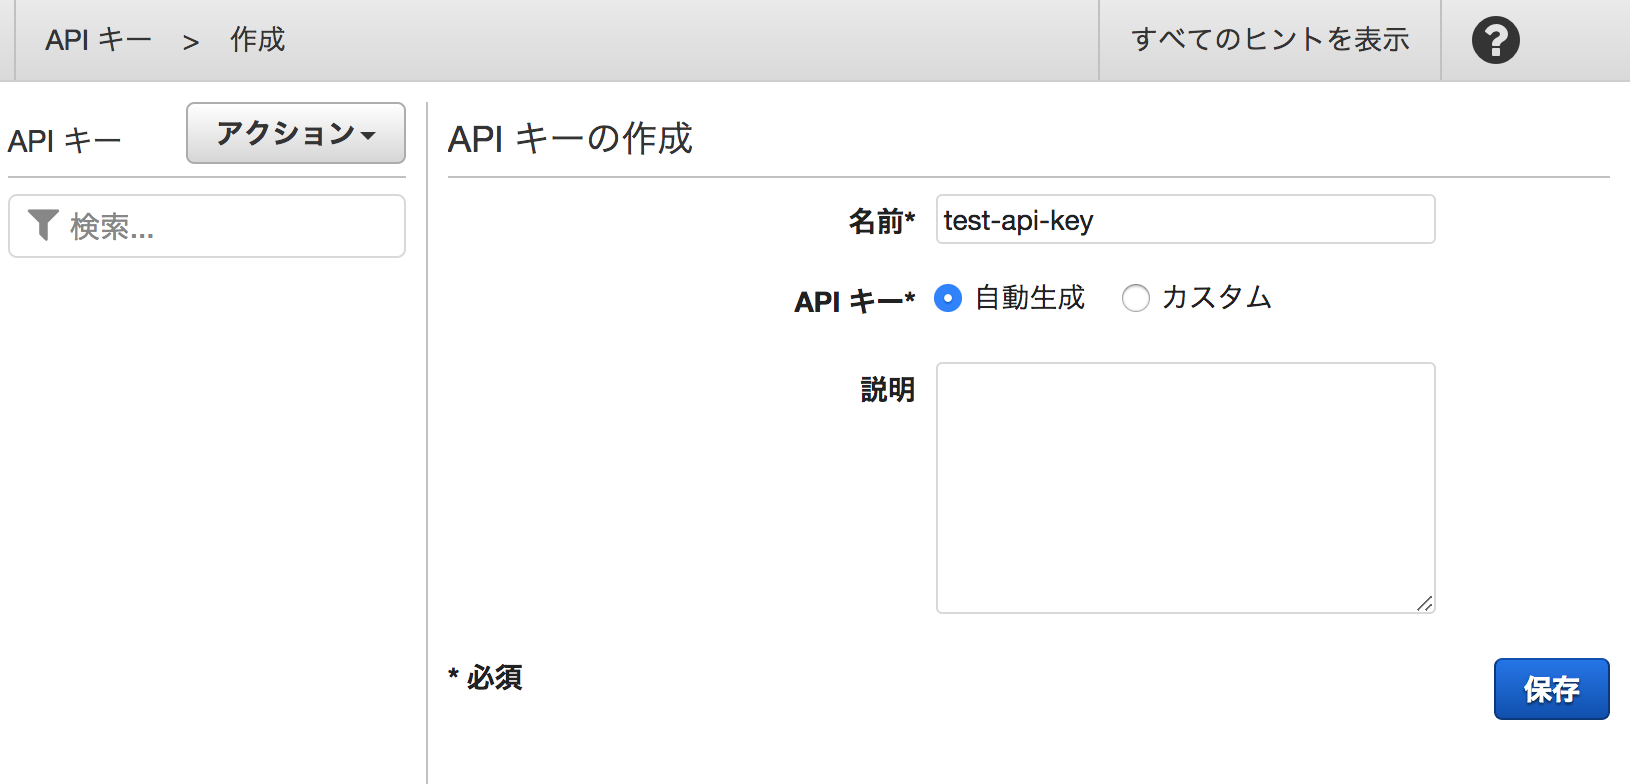 API キー > 作成
すべてのヒントを表示
?
API キー
アクション
検索...
API キーの作成
名前* test-api-key
API キー* 自動生成 カスタム
説明
* 必須
保存